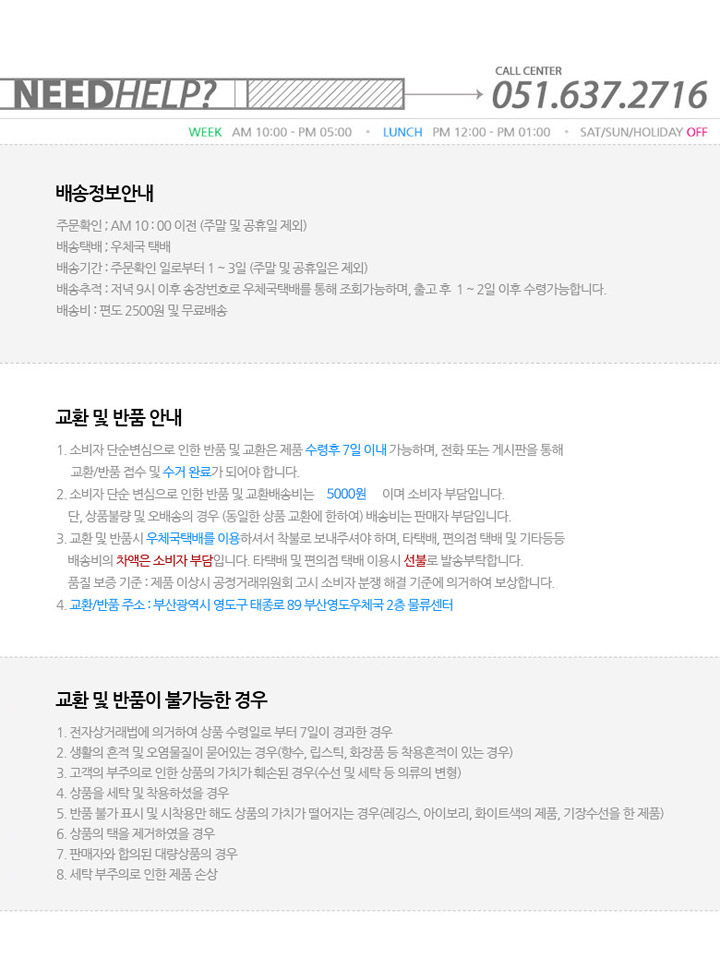 NEEDHELP?
CALL CENTER
051.637.2716
WEEK AM 10:00 - PM 05:00 • LUNCH PM 12:00 - PM 01:00 • SAT/SUN/HOLIDAY OFF
배송정보안내
주문확인 ; AM 10 : 00 이전 (주말 및 공휴일 제외)
배송택배 ; 우체국 택배
배송기간 : 주문확인 일로부터 1 ~ 3일 (주말 및 공휴일은 제외)
배송추적 : 저녁 9시 이후 송장번호로 우체국택배를 통해 조회가능하며, 출고 후 1 ~ 2일 이후 수령가능합니다.
배송비 : 편도 2500원 및 무료배송
교환 및 반품 안내
1. 소비자 단순변심으로 인한 반품 및 교환은 제품 수령후 7일 이내 가능하며, 전화 또는 게시판을 통해
교환/반품 접수 및 수거 완료가 되어야 합니다.
2. 소비자 단순 변심으로 인한 반품 및 교환배송비는 5000원 이며 소비자 부담입니다.
단, 상품불량 및 오배송의 경우 (동일한 상품 교환에 한하여) 배송비는 판매자 부담입니다.
3. 교환 및 반품시 우체국택배를 이용하셔서 착불로 보내주셔야 하며, 타택배, 편의점 택배 및 기타등등
배송비의 차액은 소비자 부담입니다. 타택배 및 편의점 택배 이용시 선불로 발송부탁합니다.
품질 보증 기준 : 제품 이상시 공정거래위원회 고시 소비자 분쟁 해결 기준에 의거하여 보상합니다.
4. 교환/반품 주소 : 부산광역시 영도구 태종로 89 부산영도우체국 2층 물류센터
교환 및 반품이 불가능한 경우
1. 전자상거래법에 의거하여 상품 수령일로 부터 7일이 경과한 경우
2. 생활의 흔적 및 오염물질이 묻어있는 경우(향수, 립스틱, 화장품 등 착용흔적이 있는 경우)
3. 고객의 부주의로 인한 상품의 가치가 훼손된 경우(수선 및 세탁 등 의류의 변형)
4. 상품을 세탁 및 착용하셨을 경우
5. 반품 불가 표시 및 시착용만 해도 상품의 가치가 떨어지는 경우(레깅스, 아이보리, 화이트색의 제품, 기장수선을 한 제품)
6. 상품의 택을 제거하였을 경우
7. 판매자와 합의된 대량상품의 경우
8. 세탁 부주의로 인한 제품 손상